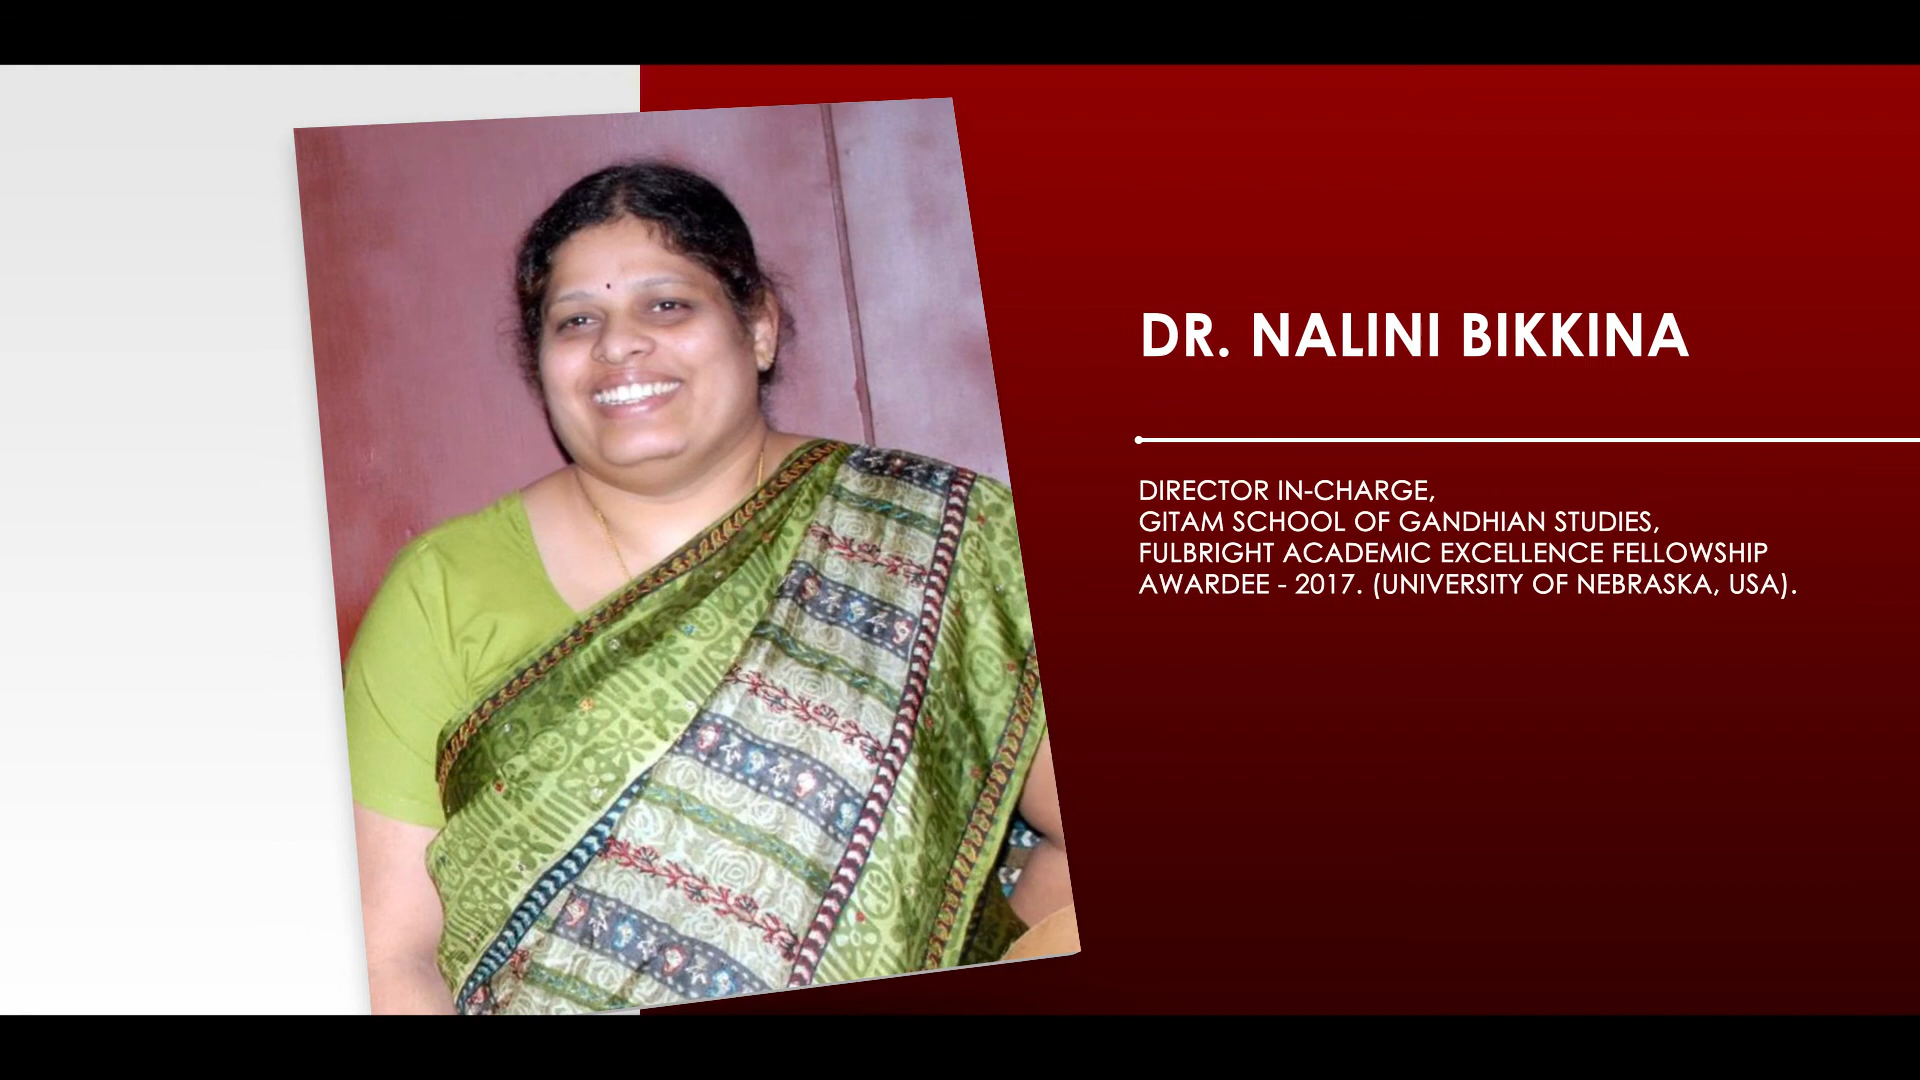 DR. NALINI BIKKINA
DIRECTOR IN-CHARGE,
GITAM SCHOOL OF GANDHIAN STUDIES,
FULBRIGHT ACADEMIC EXCELLENCE FELLOWSHIP
AWARDEE - 2017. (UNIVERSITY OF NEBRASKA, USA).